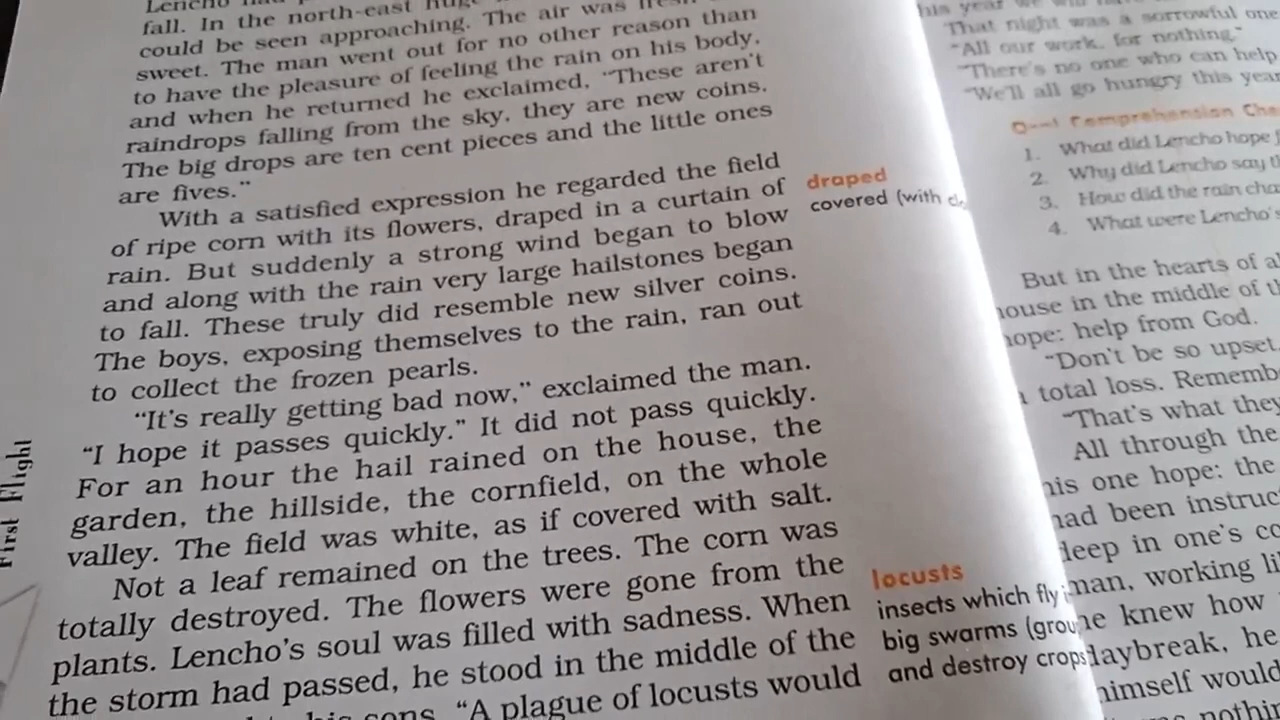 fall. In the north-east
could be seen approaching. The air was fresh
sweet. The man went out for no other reason than
to have the pleasure of feeling the rain on his body,
and when he returned he exclaimed, “These aren’t
raindrops falling from the sky, they are new coins.
The big drops are ten cent pieces and the little ones
are fives.”
With a satisfied expression he regarded the field
of ripe corn with its flowers, draped in a curtain of
rain. But suddenly a strong wind began to blow
and along with the rain very large hailstones began
to fall. These truly did resemble new silver coins.
The boys, exposing themselves to the rain, ran out
to collect the frozen pearls.
“It’s really getting bad now,” exclaimed the man.
“I hope it passes quickly.” It did not pass quickly.
For an hour the hail rained on the house, the
garden, the hillside, the cornfield, on the whole
valley. The field was white, as if covered with salt.
Not a leaf remained on the trees. The corn was
totally destroyed. The flowers were gone from the
plants. Lencho’s soul was filled with sadness. When
the storm had passed, he stood in the middle of the
sons, “A plague of locusts would
draped
covered (with
locusts
insects which fly
big swarms
and destroy crops
First Flight
That night was a sorrowful one
“All our work, for nothing.”
“There’s no one who can help
“We’ll all go hungry this year
Comprehension
1. What did Lencho hope
2. Why did Lencho say
3. How did the rain
4. What were Lencho’s
But in the hearts of
house in the middle of
hope: help from God.
“Don’t be so upset,
total loss.
“That’s what they
All through the
his one hope: the
had been
deep in one’s
man, working
he knew how
daybreak, he
himself would